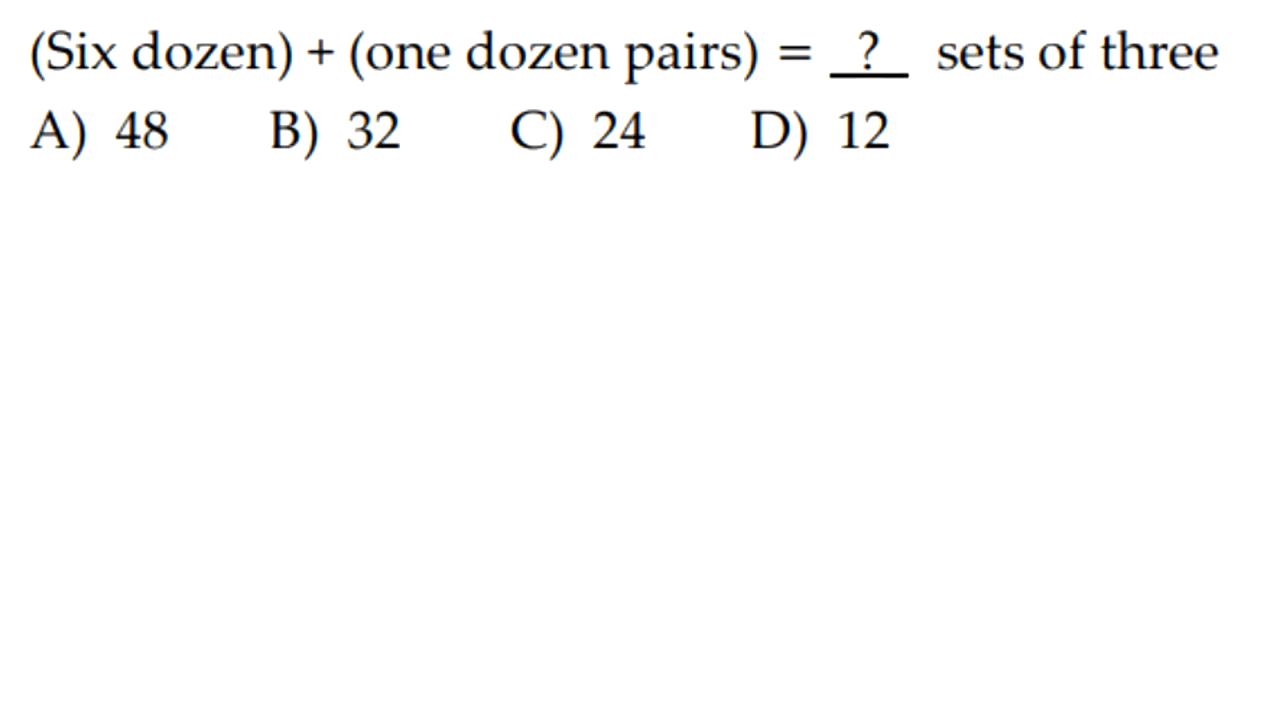 (Six dozen) + (one dozen pairs) = ? sets of three
A) 48 B) 32 C) 24 D) 12